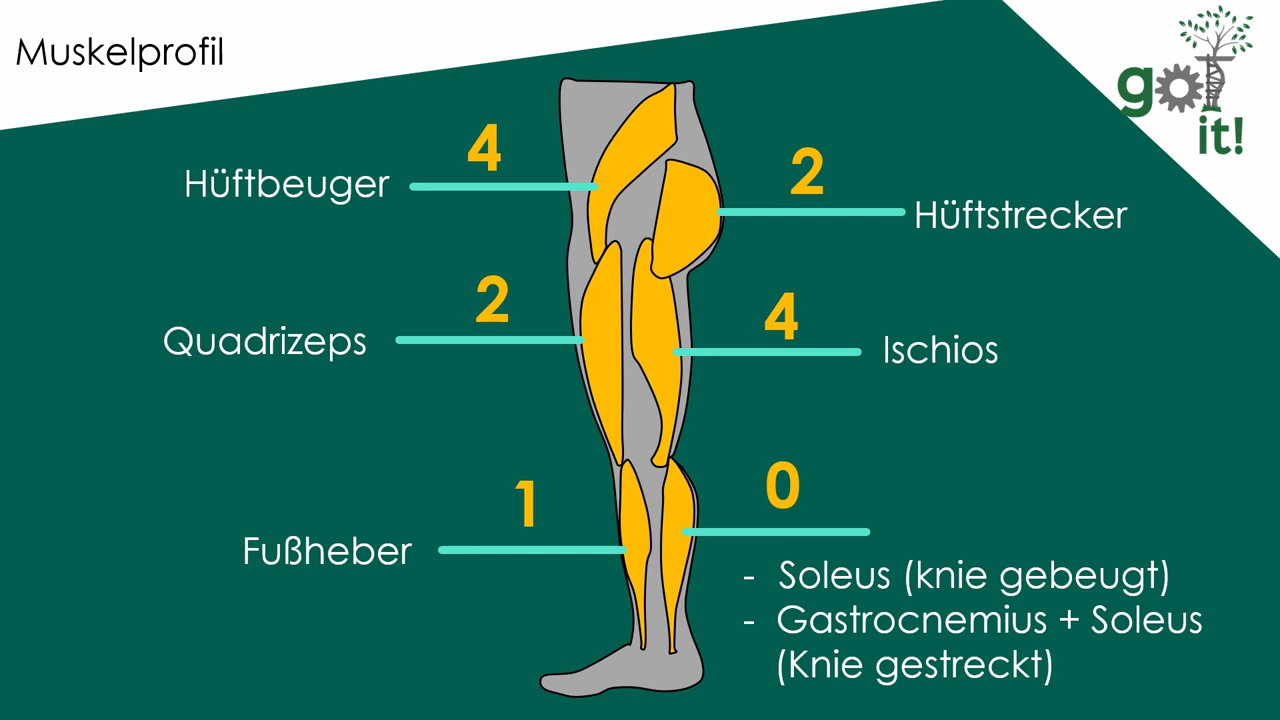 Muskelprofil
go it!
4
Hüftbeuger
2
Hüftstrecker
2
Quadrizeps
4
Ischios
1
Fußheber
0
- Soleus (knie gebeugt)
- Gastrocnemius + Soleus
(Knie gestreckt)